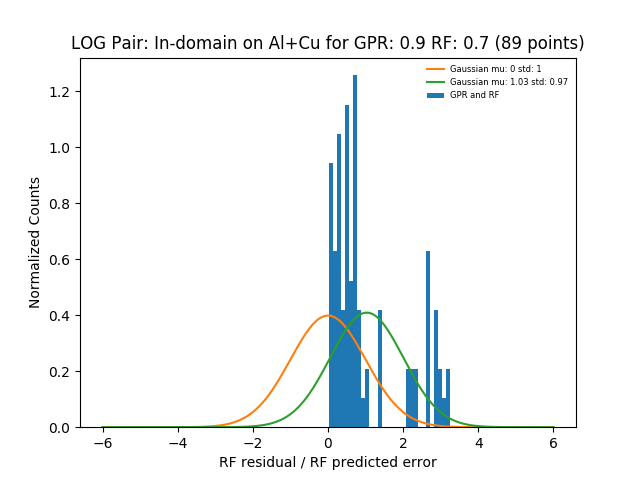 LOG Pair: In-domain on Al+Cu for GPR: 0.9 RF: 0.7 (89 points)
Gaussian mu: 0 std: 1
Gaussian mu: 1.03 std: 0.97
GPR and RF
Normalized Counts
1.2
1.0
0.8
0.6
0.4
0.2
0.0
−6 −4 −2 0 2 4 6
RF residual / RF predicted error